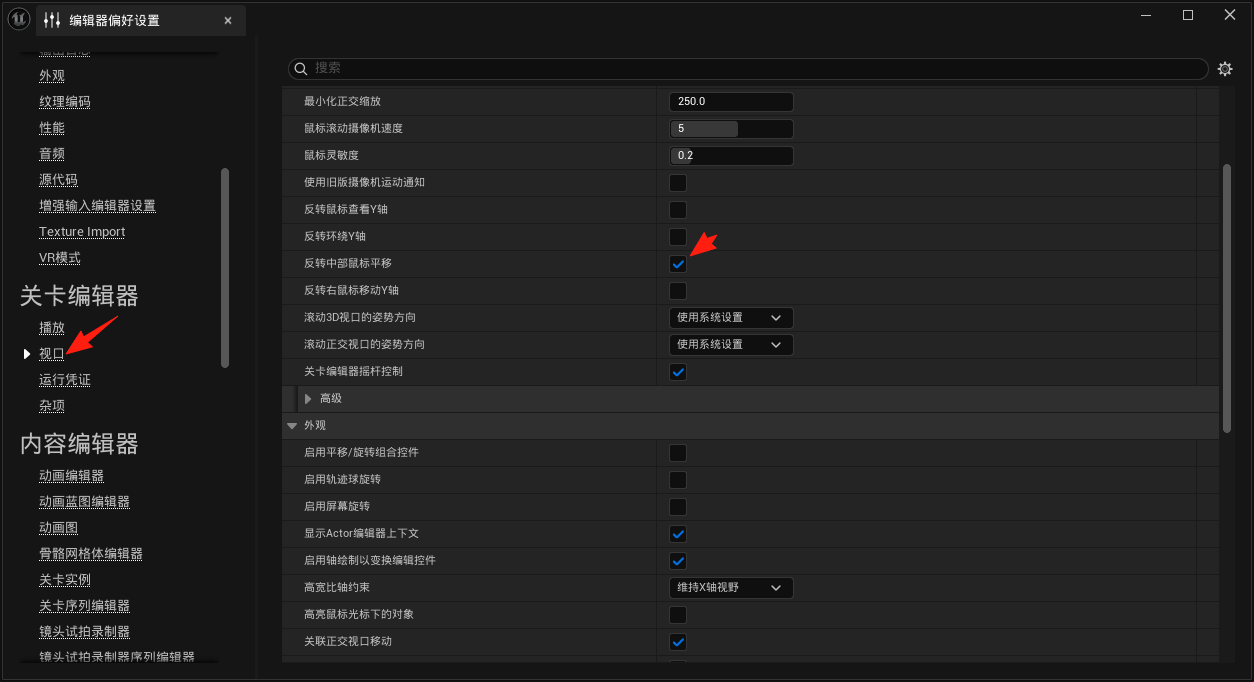 编辑器偏好设置
输出日志
外观
纹理编码
性能
音频
源代码
增强输入编辑器设置
Texture Import
VR模式
关卡编辑器
播放
视口
运行凭证
杂项
内容编辑器
动画编辑器
动画蓝图编辑器
动画图
骨骼网格体编辑器
关卡实例
关卡序列编辑器
镜头试拍录制器
镜头试拍录制器序列编辑器
搜索
最小化正交缩放 250.0
鼠标滚动摄像机速度 5
鼠标灵敏度 0.2
使用旧版摄像机运动通知
反转鼠标查看Y轴
反转环绕Y轴
反转中部鼠标平移
反转右鼠标移动Y轴
滚动3D视口的姿势方向 使用系统设置
滚动正交视口的姿势方向 使用系统设置
关卡编辑器摇杆控制
高级
外观
启用平移/旋转组合控件
启用轨迹球旋转
启用屏幕旋转
显示Actor编辑器上下文
启用轴绘制以变换编辑控件
高宽比轴约束 维持X轴视野
高亮鼠标光标下的对象
关联正交视口移动